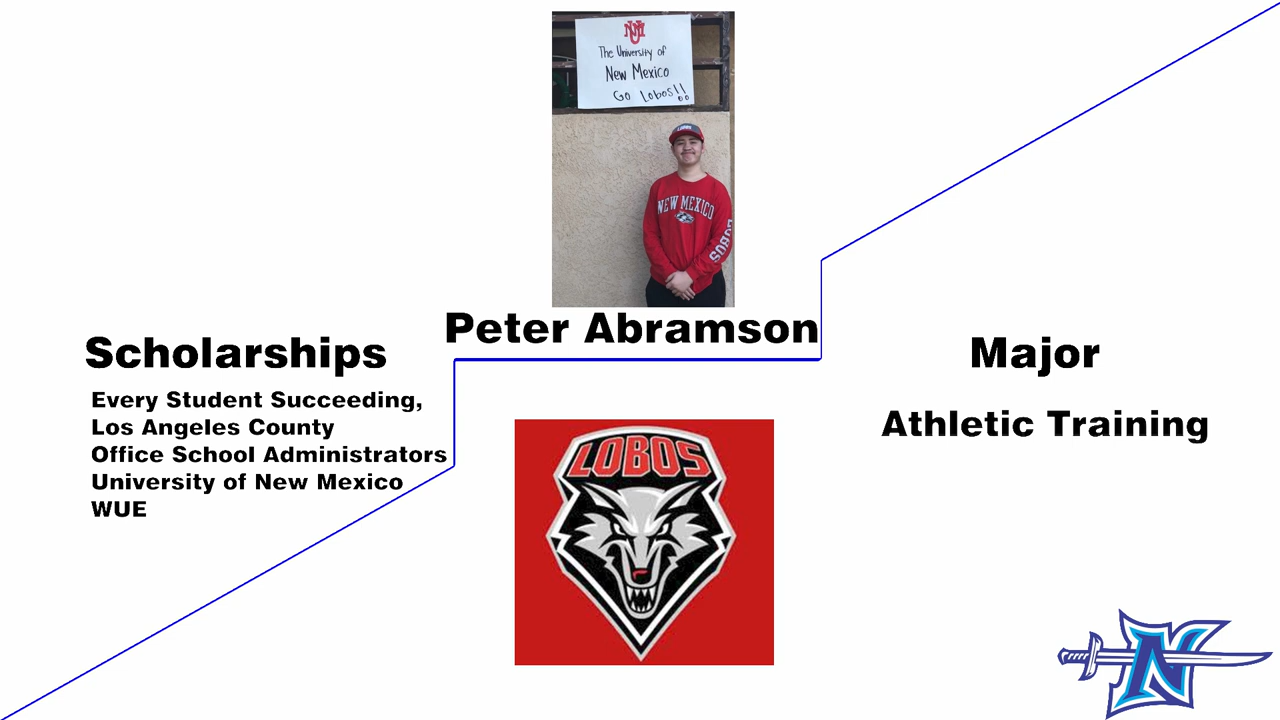 UNM
The University of
New Mexico
Go Lobos!!
LOBOS
NEW MEXICO
LOBOS
Peter Abramson
Scholarships
Every Student Succeeding,
Los Angeles County
Office School Administrators
University of New Mexico
WUE
Major
Athletic Training
LOBOS
N